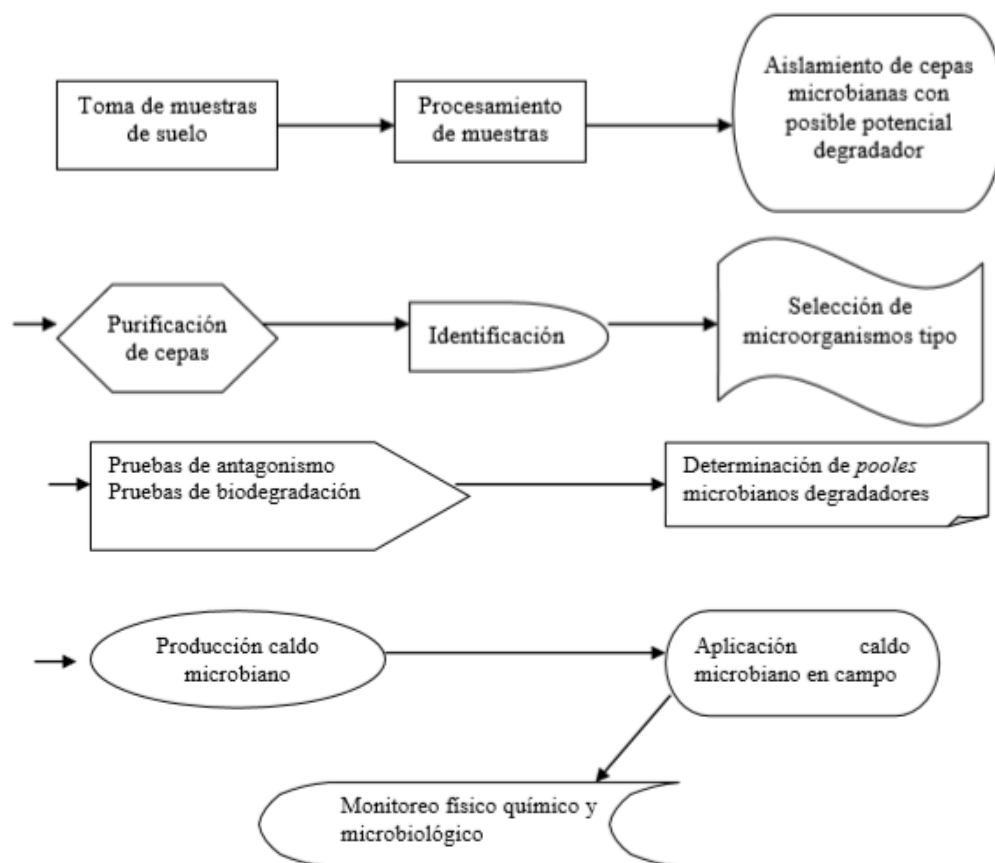 Toma de muestras
de suelo
Procesamiento
de muestras
Aislamiento de cepas
microbianas con
posible potencial
degradador
Purificación
de cepas
Identificación
Selección de
microorganismos tipo
Pruebas de antagonismo
Pruebas de biodegradación
Determinación de pooles
microbianos degradadores
Producción caldo
microbiano
Aplicación caldo
microbiano en campo
Monitoreo físico químico y
microbiológico